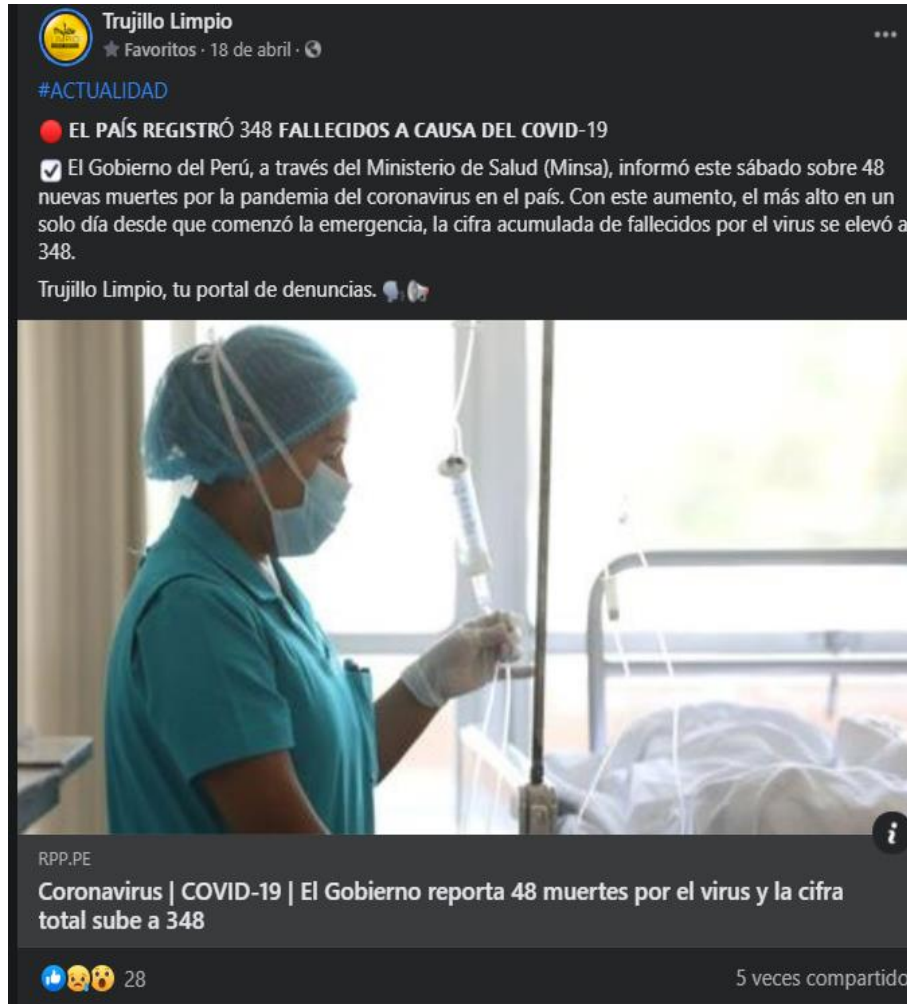 Trujillo Limpio
Favoritos · 18 de abril ·
#ACTUALIDAD
EL PAÍS REGISTRÓ 348 FALLECIDOS A CAUSA DEL COVID-19
El Gobierno del Perú, a través del Ministerio de Salud (Minsa), informó este sábado sobre 48
nuevas muertes por la pandemia del coronavirus en el país. Con este aumento, el más alto en un
solo día desde que comenzó la emergencia, la cifra acumulada de fallecidos por el virus se elevó a
348.
Trujillo Limpio, tu portal de denuncias.
RPP.PE
Coronavirus | COVID-19 | El Gobierno reporta 48 muertes por el virus y la cifra
total sube a 348
28
5 veces compartido